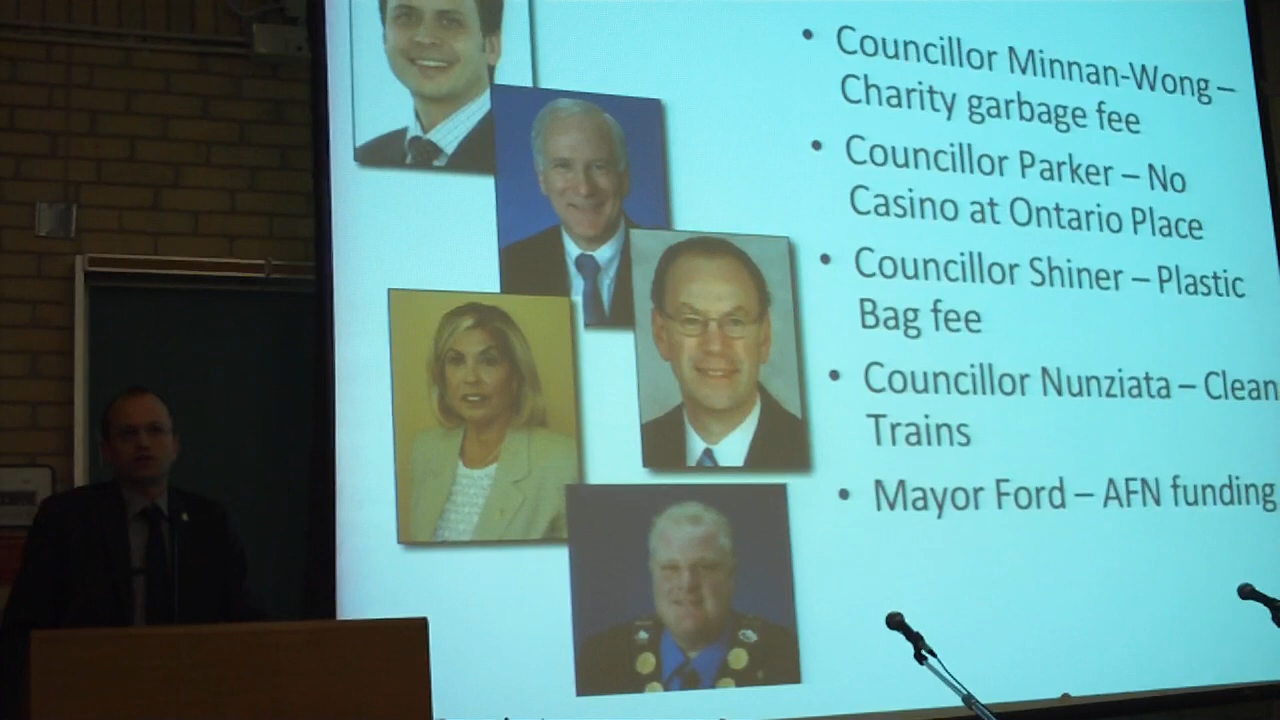 • Councillor Minnan-Wong –
Charity garbage fee
• Councillor Parker – No
Casino at Ontario Place
• Councillor Shiner – Plastic
Bag fee
• Councillor Nunziata – Clean
Trains
• Mayor Ford – AFN funding